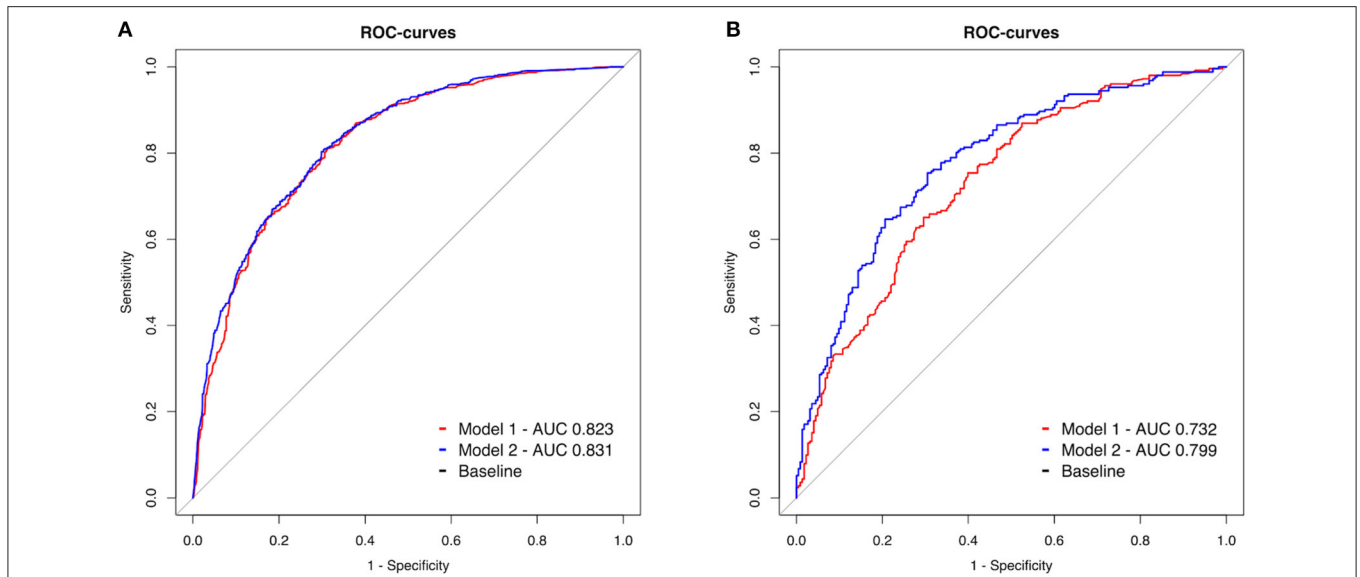 A
ROC-curves
1.0
0.8
0.6
0.4
0.2
0.0
Sensitivity
Model 1 - AUC 0.823
Model 2 - AUC 0.831
Baseline
0.0 0.2 0.4 0.6 0.8 1.0
1 - Specificity
B
ROC-curves
1.0
0.8
0.6
0.4
0.2
0.0
Sensitivity
Model 1 - AUC 0.732
Model 2 - AUC 0.799
Baseline
0.0 0.2 0.4 0.6 0.8 1.0
1 - Specificity